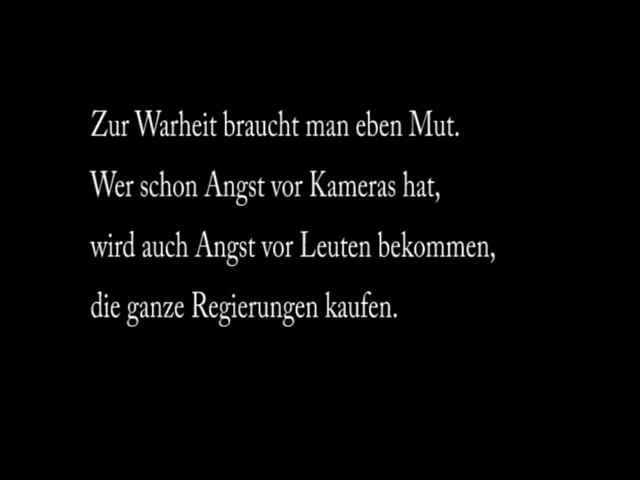 Zur Warheit braucht man eben Mut.
Wer schon Angst vor Kameras hat,
wird auch Angst vor Leuten bekommen,
die ganze Regierungen kaufen.